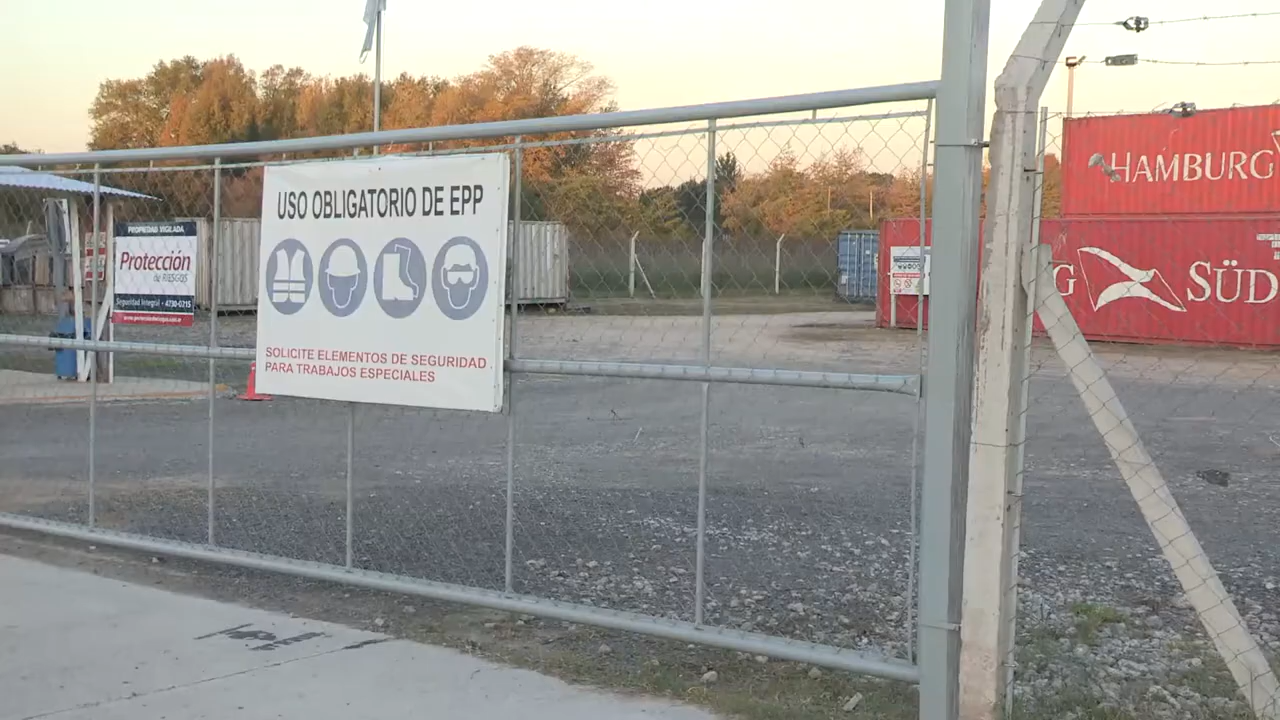 USO OBLIGATORIO DE EPP
SOLICITE ELEMENTOS DE SEGURIDAD
PARA TRABAJOS ESPECIALES
PROPIEDAD VIGILADA
Protección
de RIESGOS
Seguridad Integral - 4730-0215
HAMBURG
G SÜD